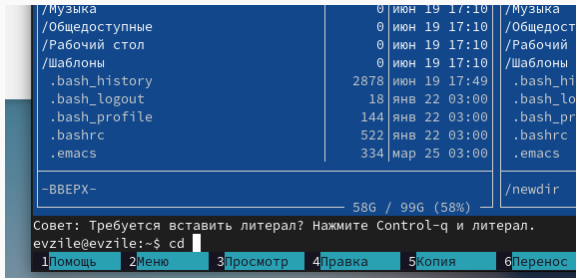 /Музыка 0 июн 19 17:10 /Музыка
/Общедоступные 0 июн 19 17:10 /Общедост
/Рабочий стол 0 июн 19 17:10 /Рабочий
/Шаблоны 0 июн 19 17:10 /Шаблоны
.bash_history 2878 июн 19 17:49 .bash_hi
.bash_logout 18 янв 22 03:00 .bash_lo
.bash_profile 144 янв 22 03:00 .bash_pr
.bashrc 522 янв 22 03:00 .bashrc
.emacs 334 мар 25 03:00 .emacs
-ВВЕРХ- /newdir
58G / 99G (58%)
Совет: Требуется вставить литерал? Нажмите Control-q и литерал.
evzile@evzile:~$ cd
1Помощь 2Меню 3Просмотр 4Правка 5Копия 6Перенос